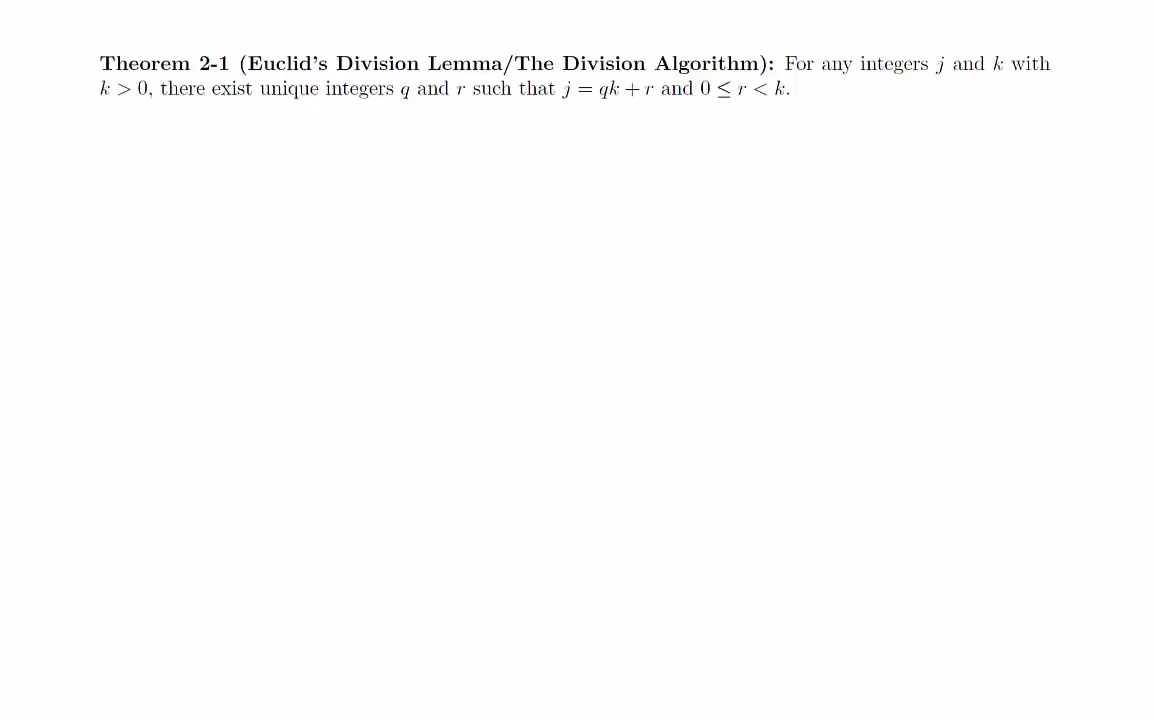 Theorem 2-1 (Euclid's Division Lemma/The Division Algorithm): For any integers j and k with
k > 0, there exist unique integers q and r such that j = qk + r and 0 ≤ r < k.